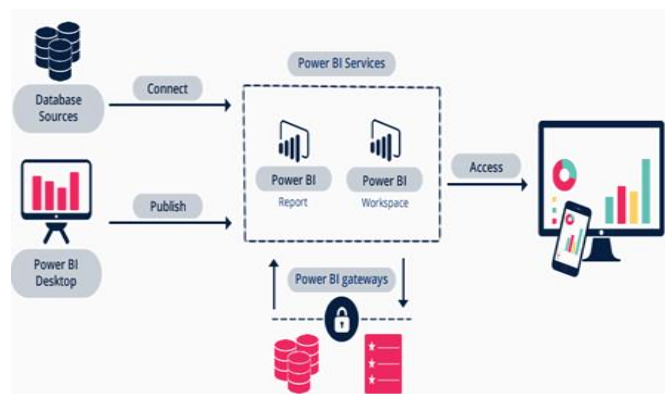 Power BI Services
Database
Sources
Connect
Power BI
Report
Power BI
Workspace
Access
Publish
Power BI
Desktop
Power BI gateways